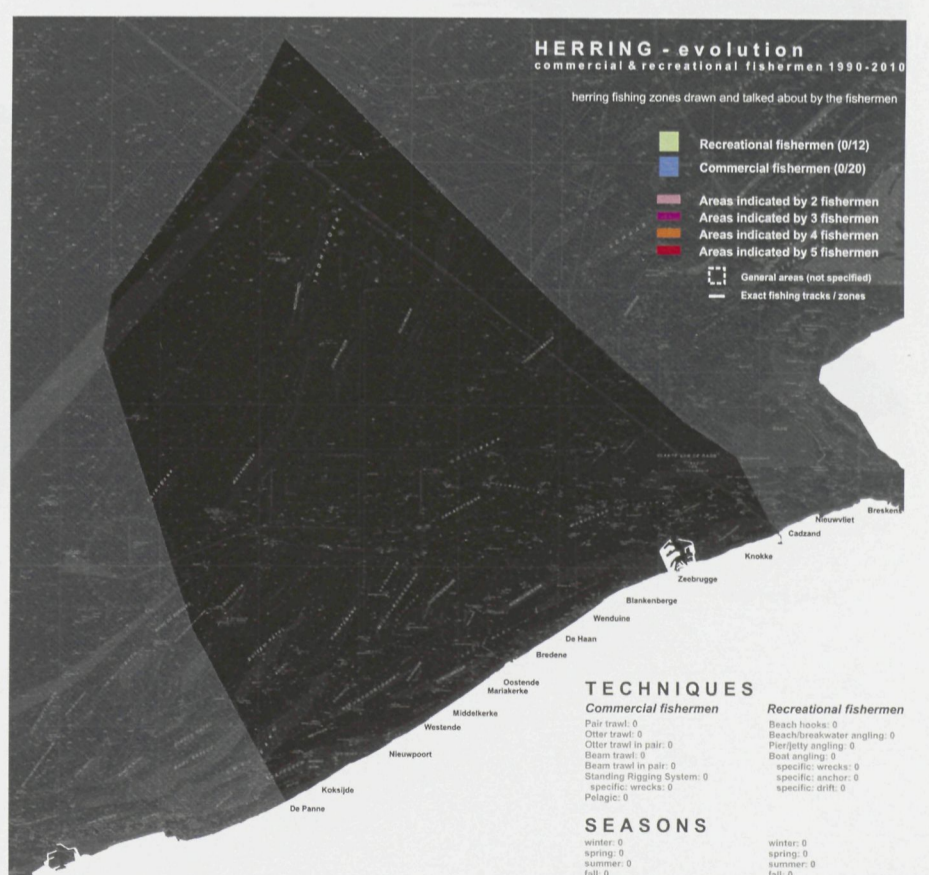 HERRING - evolution
commercial & recreational fishermen 1990-2010
herring fishing zones drawn and talked about by the fishermen
Recreational fishermen (0/12)
Commercial fishermen (0/20)
Areas indicated by 2 fishermen
Areas indicated by 3 fishermen
Areas indicated by 4 fishermen
Areas indicated by 5 fishermen
General areas (not specified)
Exact fishing tracks / zones
Breskens
Nieuwvliet
Cadzand
Knokke
Zeebrugge
Blankenberge
Wenduine
De Haan
Bredene
Oostende
Mariakerke
Middelkerke
Westende
Nieuwpoort
Koksijde
De Panne
TECHNIQUES
Commercial fishermen
Pair trawl: 0
Otter trawl: 0
Otter trawl in pair: 0
Beam trawl: 0
Beam trawl in pair: 0
Standing Rigging System: 0
specific: wrecks: 0
Pelagic: 0
Recreational fishermen
Beach hooks: 0
Beach/breakwater angling: 0
Pier/jetty angling: 0
Boat angling: 0
specific: wrecks: 0
specific: anchor: 0
specific: drift: 0
SEASONS
winter: 0
spring: 0
summer: 0
fall: 0
winter: 0
spring: 0
summer: 0
fall: 0